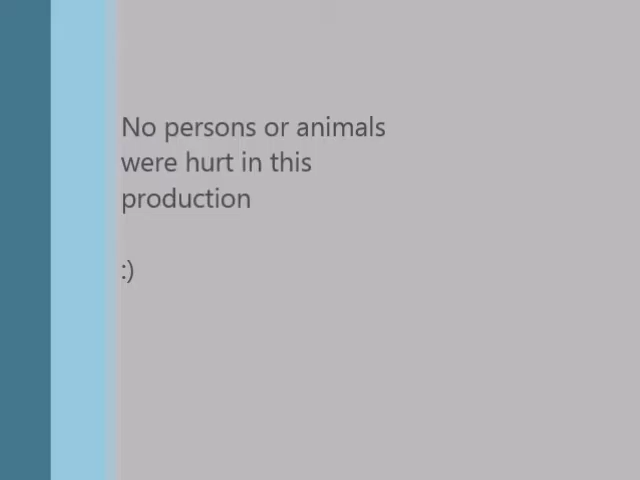 No persons or animals
were hurt in this
production
:)